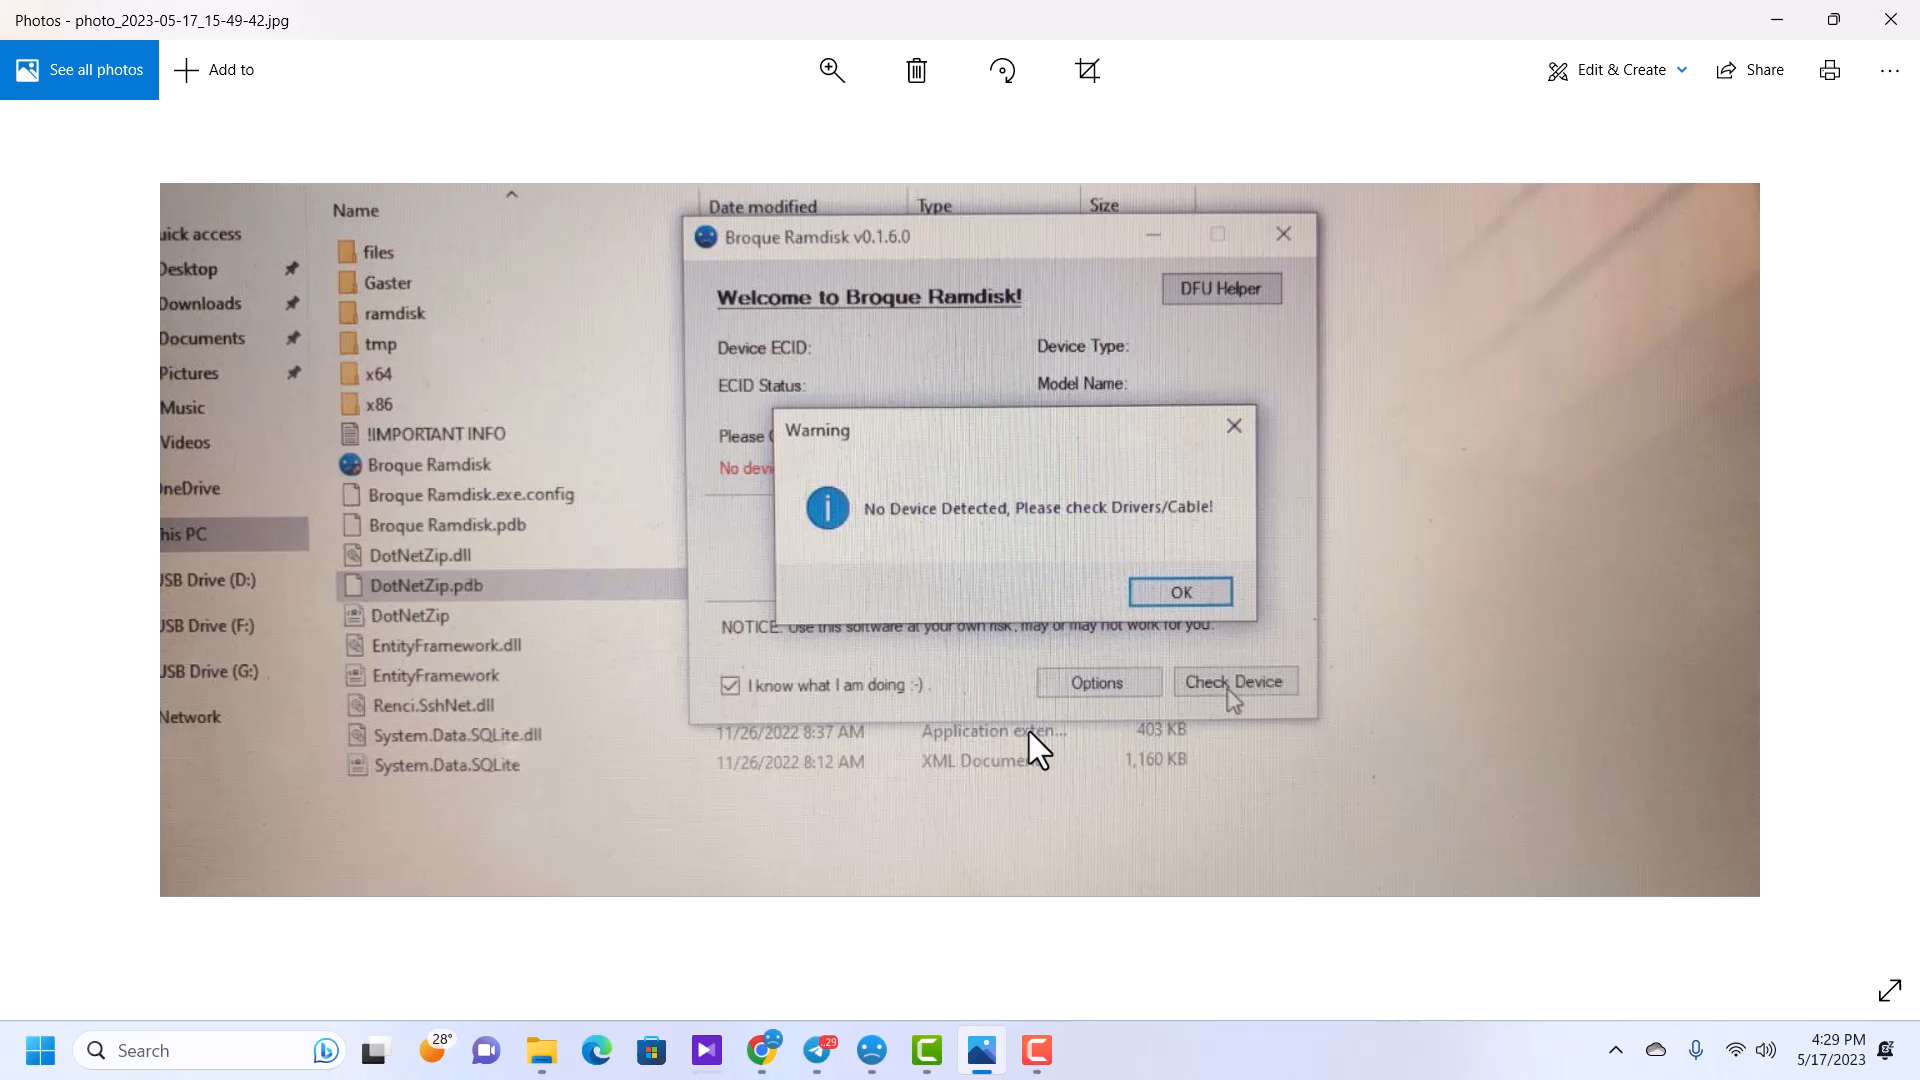 Photos - photo_2023-05-17_15-49-42.jpg
See all photos
Add to
Edit & Create
Share
Name
Date modified
Type
Size
uick access
Desktop
Downloads
Documents
Pictures
Music
Videos
neDrive
his PC
USB Drive (D:)
USB Drive (F:)
USB Drive (G:)
Network
files
Gaster
ramdisk
tmp
x64
x86
!IMPORTANT INFO
Broque Ramdisk
Broque Ramdisk.exe.config
Broque Ramdisk.pdb
DotNetZip.dll
DotNetZip.pdb
DotNetZip
EntityFramework.dll
EntityFramework
Renci.SshNet.dll
System.Data.SQLite.dll
System.Data.SQLite
Broque Ramdisk v0.1.6.0
Welcome to Broque Ramdisk!
DFU Helper
Device ECID:
Device Type:
ECID Status:
Model Name:
Please
No devi
Warning
No Device Detected, Please check Drivers/Cable!
OK
NOTICE: Use this software at your own risk, may or may not work for you.
I know what I am doing :-)
Options
Check Device
11/26/2022 8:37 AM Application exten... 403 KB
11/26/2022 8:12 AM XML Docume 1,160 KB
Search
28°
29
4:29 PM
5/17/2023